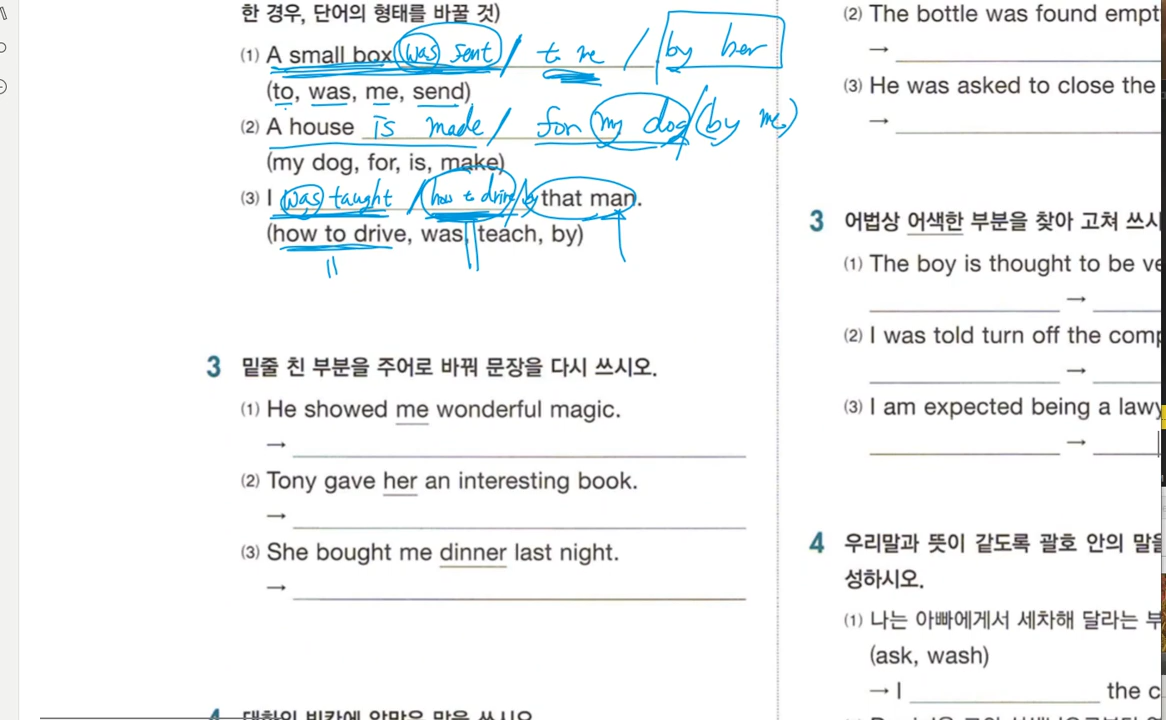 한 경우, 단어의 형태를 바꿀 것)
(1) A small box was sent / to me / by her
(to, was, me, send)
(2) A house is made / for my dog / (by me)
(my dog, for, is, make)
(3) I was taught / how to drive / by that man.
(how to drive, was, teach, by)
3 밑줄 친 부분을 주어로 바꿔 문장을 다시 쓰시오.
(1) He showed me wonderful magic.
→
(2) Tony gave her an interesting book.
→
(3) She bought me dinner last night.
→
(2) The bottle was found
→
(3) He was asked to close the
→
3 어법상 어색한 부분을 찾아 고쳐
(1) The boy is thought to be
→
(2) I was told turn off the
→
(3) I am expected being a
→
4 우리말과 뜻이 같도록 괄호 안의 말을
성하시오.
(1) 나는 아빠에게서 세차해 달라는
(ask, wash)
→ I the